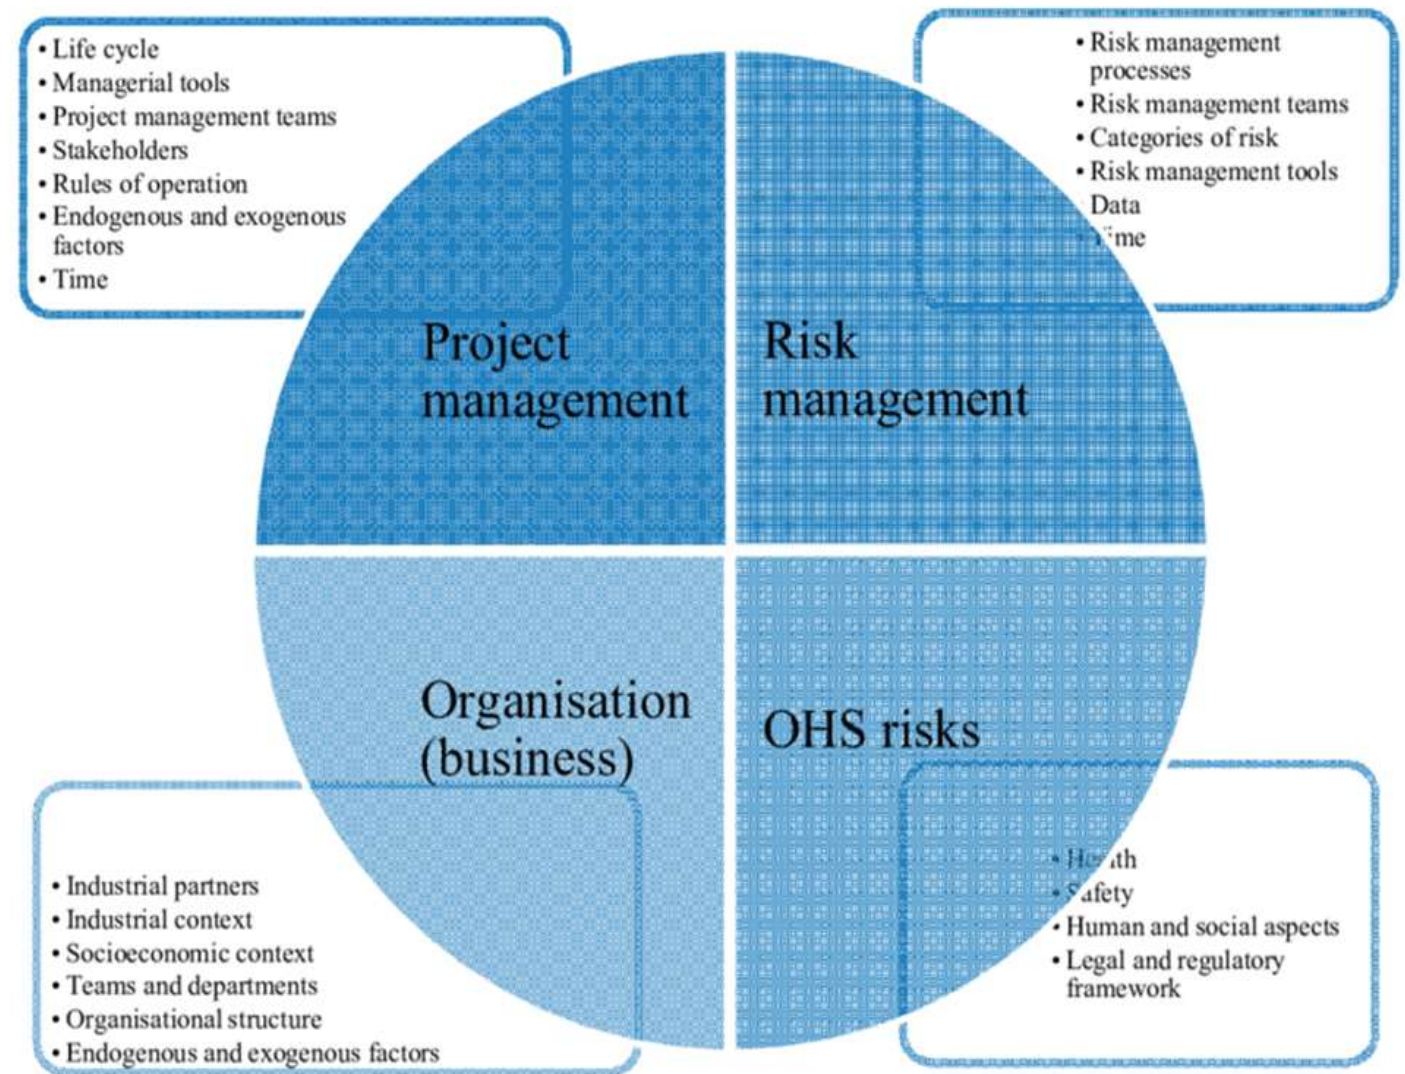 • Life cycle
• Managerial tools
• Project management teams
• Stakeholders
• Rules of operation
• Endogenous and exogenous
factors
• Time
• Risk management
processes
• Risk management teams
• Categories of risk
• Risk management tools
Data
• Time
Project
management
Risk
management
Organisation
(business)
OHS risks
• Industrial partners
• Industrial context
• Socioeconomic context
• Teams and departments
• Organisational structure
• Endogenous and exogenous factors
• Health
• Safety
• Human and social aspects
• Legal and regulatory
framework